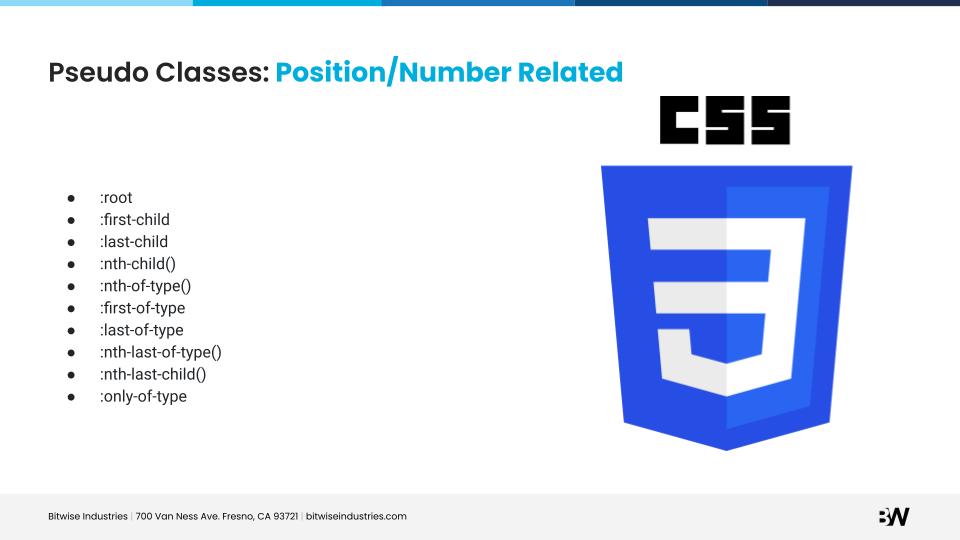 Pseudo Classes: Position/Number Related
CSS
3
● :root
● :first-child
● :last-child
● :nth-child()
● :nth-of-type()
● :first-of-type
● :last-of-type
● :nth-last-of-type()
● :nth-last-child()
● :only-of-type
Bitwise Industries | 700 Van Ness Ave. Fresno, CA 93721 | bitwiseindustries.com
BW